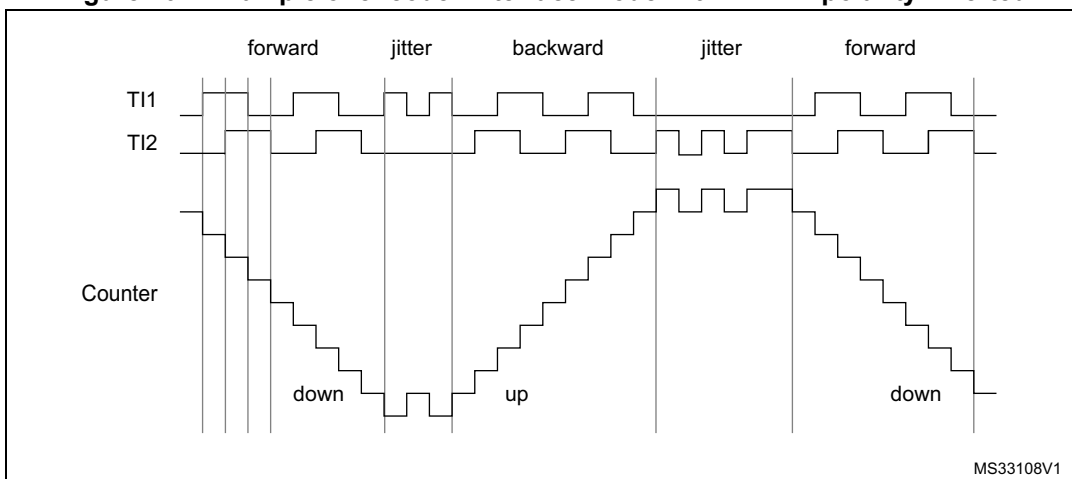 forward jitter backward jitter forward
TI1
TI2
Counter
down up down
MS33108V1